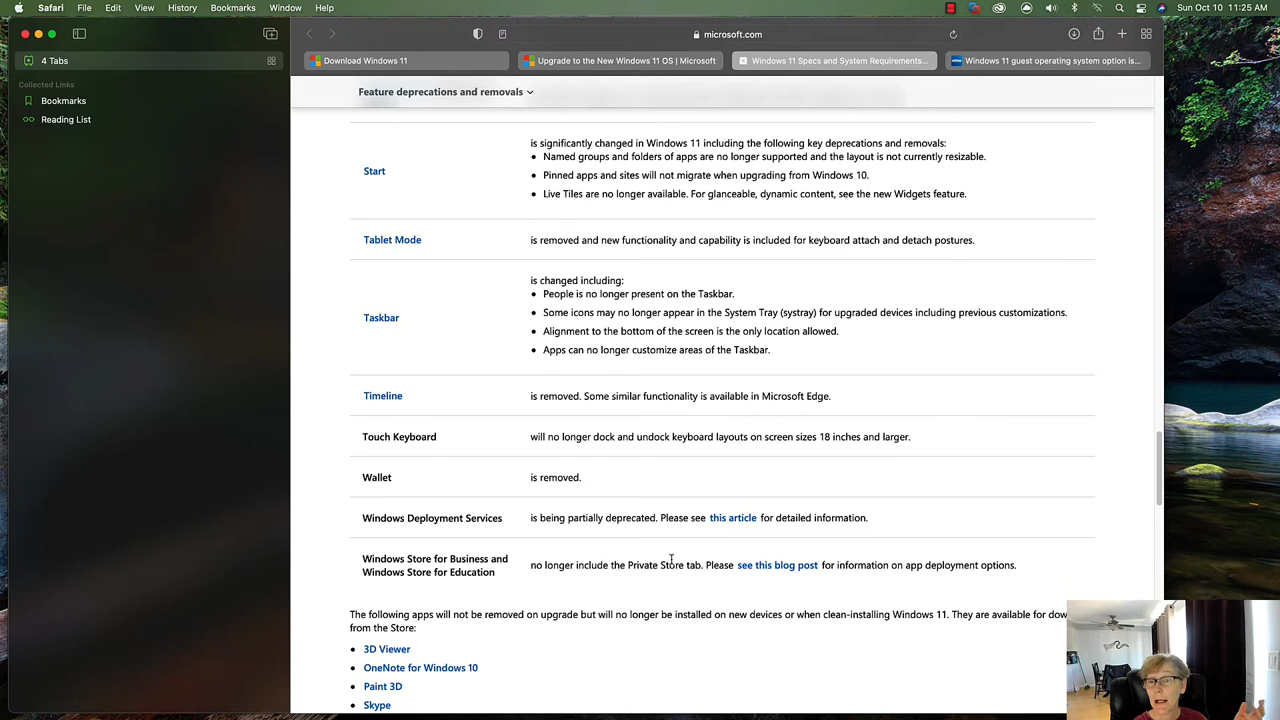 Safari File Edit View History Bookmarks Window Help Sun Oct 10 11:25 AM
4 Tabs
microsoft.com
Download Windows 11
Upgrade to the New Windows 11 OS | Microsoft
Windows 11 Specs and System Requirements...
Windows 11 guest operating system option is...
Collected Links
Bookmarks
Reading List
Feature deprecations and removals
Start
is significantly changed in Windows 11 including the following key deprecations and removals:
• Named groups and folders of apps are no longer supported and the layout is not currently resizable.
• Pinned apps and sites will not migrate when upgrading from Windows 10.
• Live Tiles are no longer available. For glanceable, dynamic content, see the new Widgets feature.
Tablet Mode
is removed and new functionality and capability is included for keyboard attach and detach postures.
Taskbar
is changed including:
• People is no longer present on the Taskbar.
• Some icons may no longer appear in the System Tray (systray) for upgraded devices including previous customizations.
• Alignment to the bottom of the screen is the only location allowed.
• Apps can no longer customize areas of the Taskbar.
Timeline
is removed. Some similar functionality is available in Microsoft Edge.
Touch Keyboard
will no longer dock and undock keyboard layouts on screen sizes 18 inches and larger.
Wallet
is removed.
Windows Deployment Services
is being partially deprecated. Please see this article for detailed information.
Windows Store for Business and
Windows Store for Education
no longer include the Private Store tab. Please see this blog post for information on app deployment options.
The following apps will not be removed on upgrade but will no longer be installed on new devices or when clean-installing Windows 11. They are available for dow
from the Store:
• 3D Viewer
• OneNote for Windows 10
• Paint 3D
• Skype